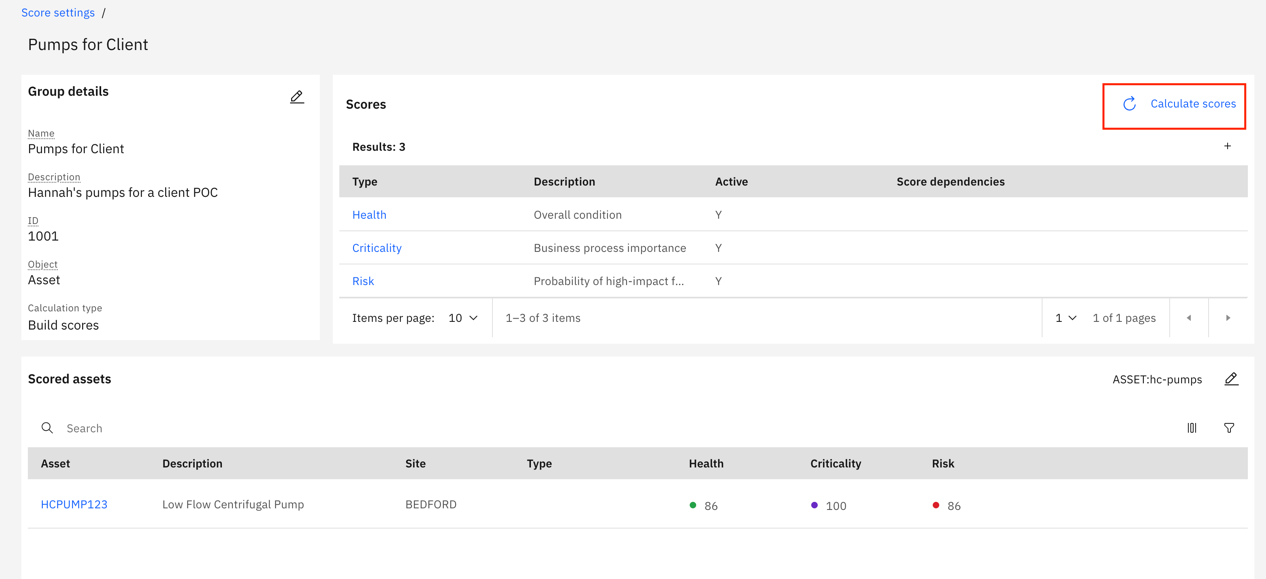 Score settings /
Pumps for Client
Group details
Name
Pumps for Client
Description
Hannah's pumps for a client POC
ID
1001
Object
Asset
Calculation type
Build scores
Scores
Calculate scores
Results: 3
+
Type Description Active Score dependencies
Health Overall condition Y
Criticality Business process importance Y
Risk Probability of high-impact f... Y
Items per page: 10 1–3 of 3 items 1 1 of 1 pages
Scored assets
ASSET:hc-pumps
Search
Asset Description Site Type Health Criticality Risk
HCPUMP123 Low Flow Centrifugal Pump BEDFORD 86 100 86